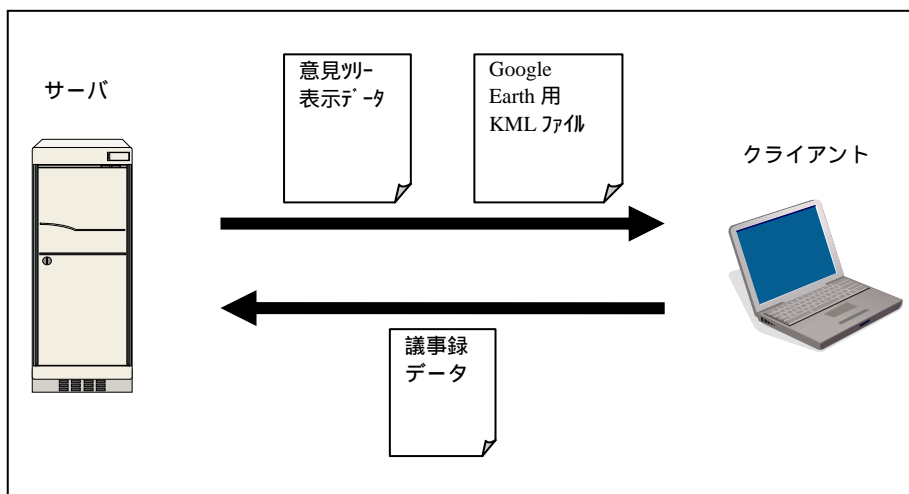 サーバ
意見ﾂﾘｰ
表示ﾃﾞｰﾀ
Google
Earth 用
KML ﾌｧｲﾙ
クライアント
議事録
データ